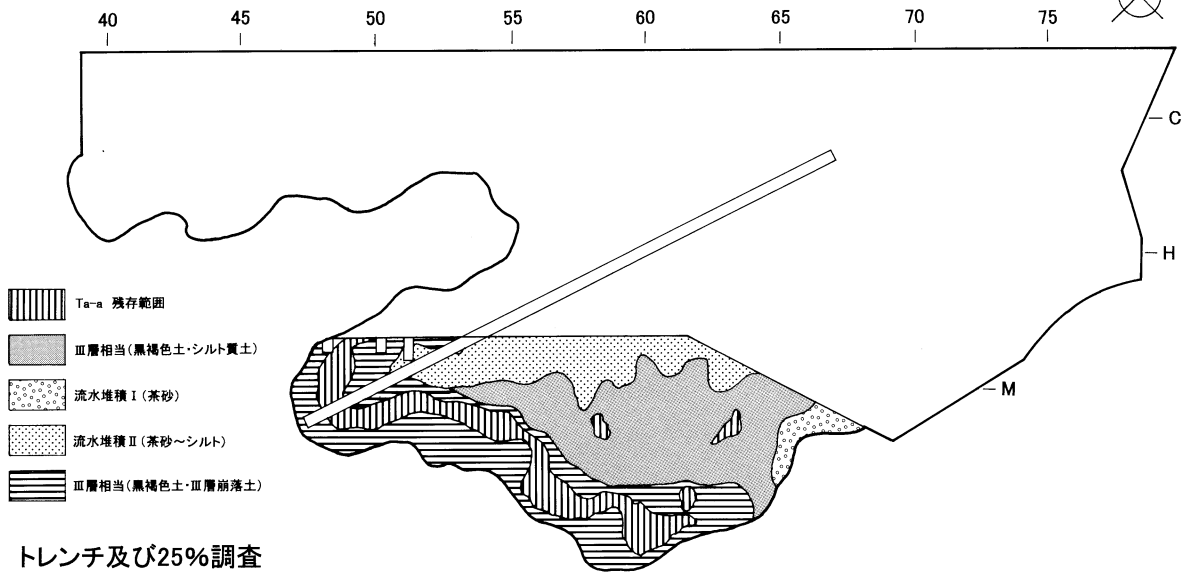 40 45 50 55 60 65 70 75
C
H
M
Ta-a 残存範囲
Ⅲ層相当(黒褐色土・シルト質土)
流水堆積Ⅰ(茶砂)
流水堆積Ⅱ(茶砂～シルト)
Ⅲ層相当(黒褐色土・Ⅲ層崩落土)
トレンチ及び25%調査